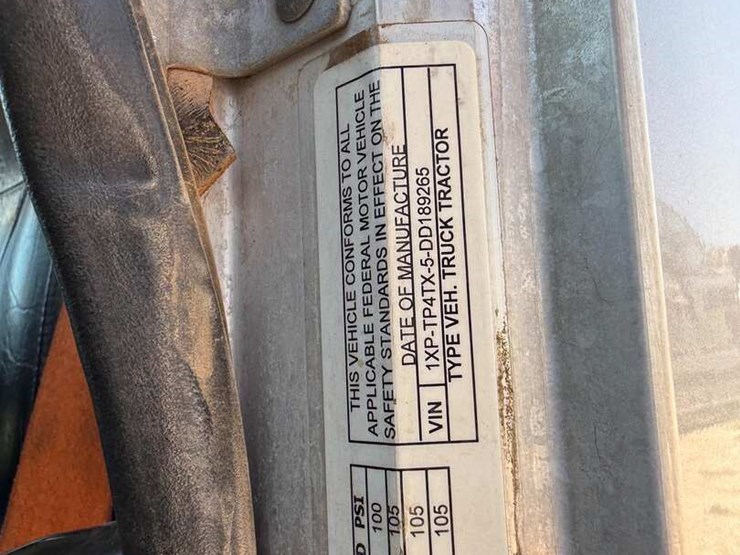 THIS VEHICLE CONFORMS TO ALL
APPLICABLE FEDERAL MOTOR VEHICLE
SAFETY STANDARDS IN EFFECT ON THE
DATE OF MANUFACTURE
VIN 1XP-TP4TX-5-DD189265
TYPE VEH. TRUCK TRACTOR
D PSI
100
105
105
105